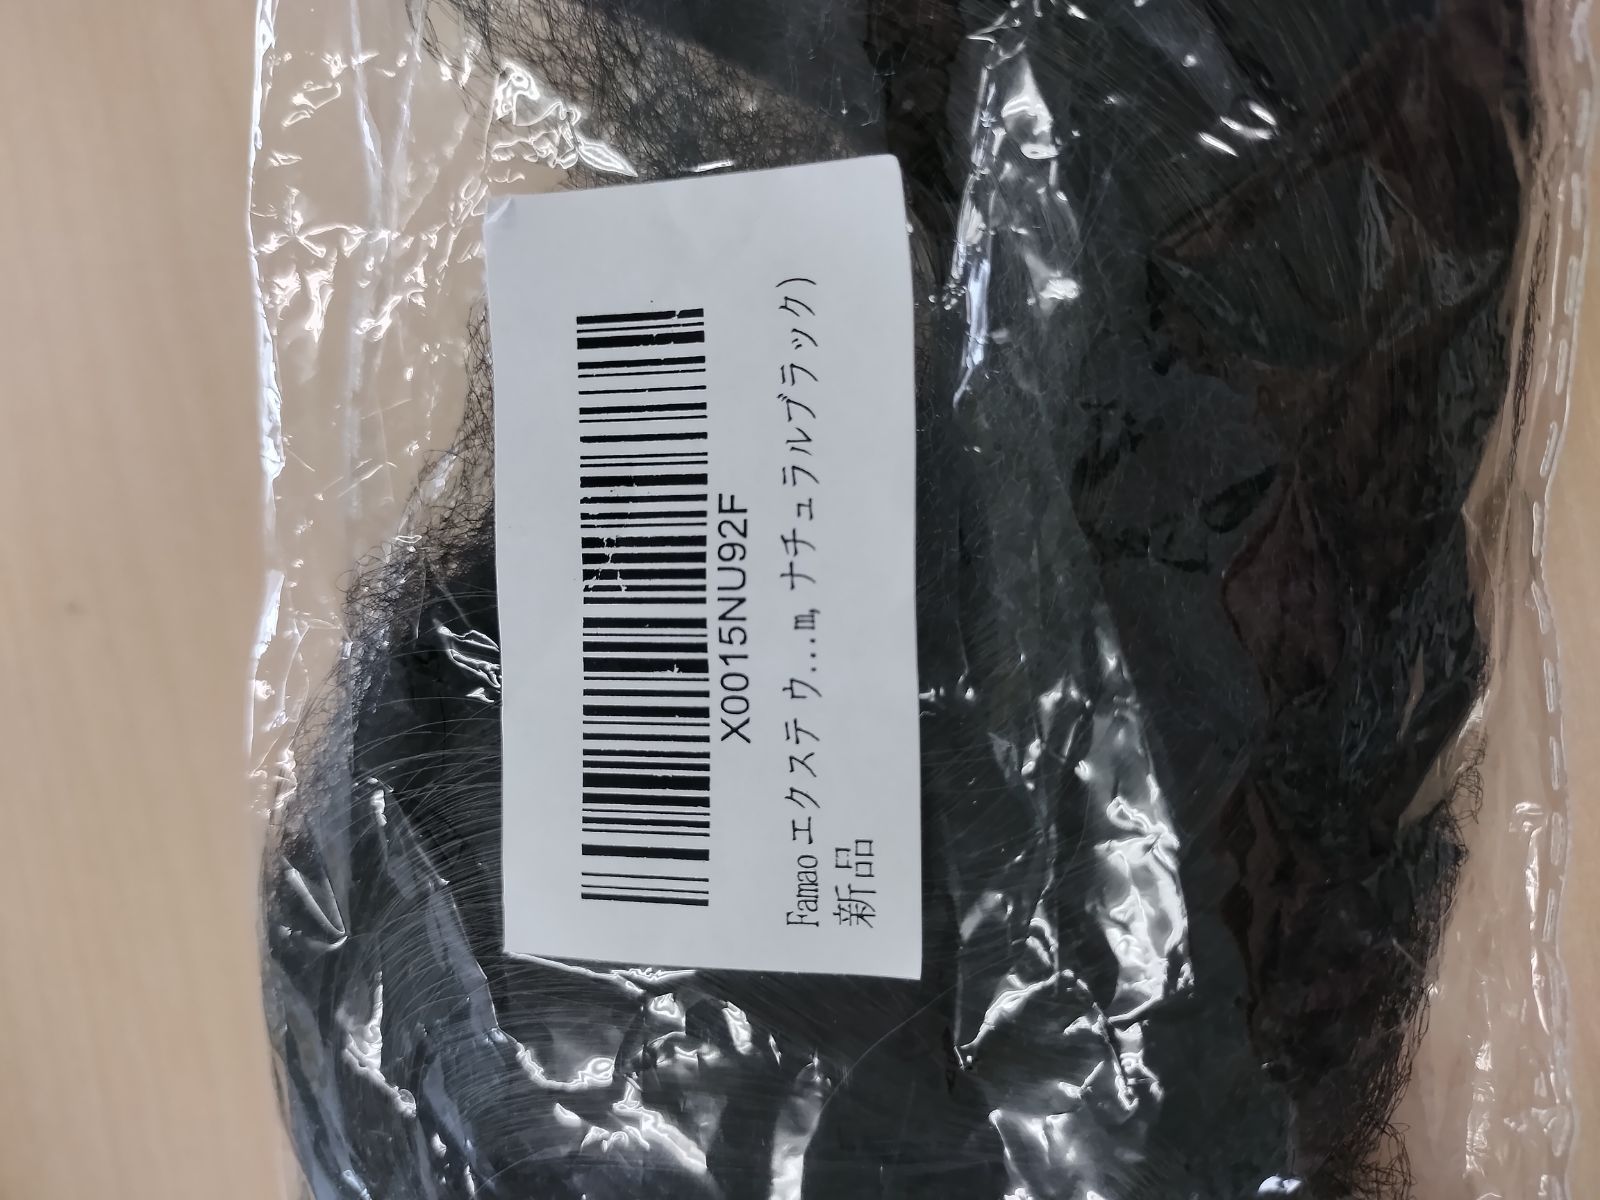 X0015NU92F
Famao エクステ ウ...m, ナチュラルブラック)
新品